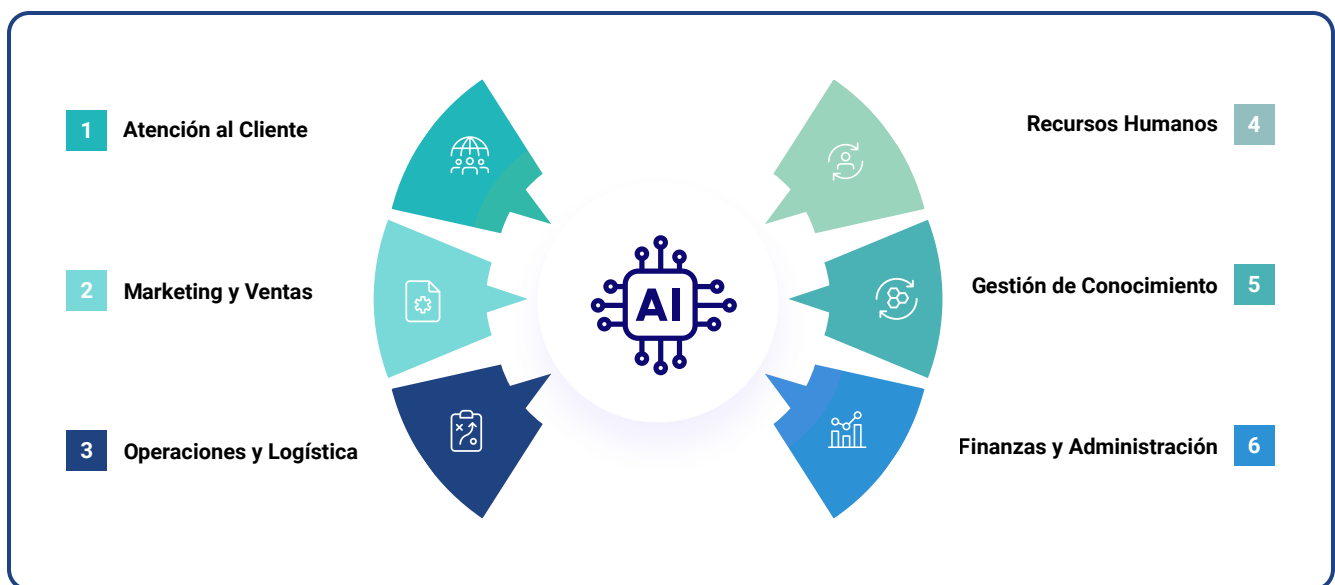 1 Atención al Cliente
2 Marketing y Ventas
3 Operaciones y Logística
AI
Recursos Humanos 4
Gestión de Conocimiento 5
Finanzas y Administración 6